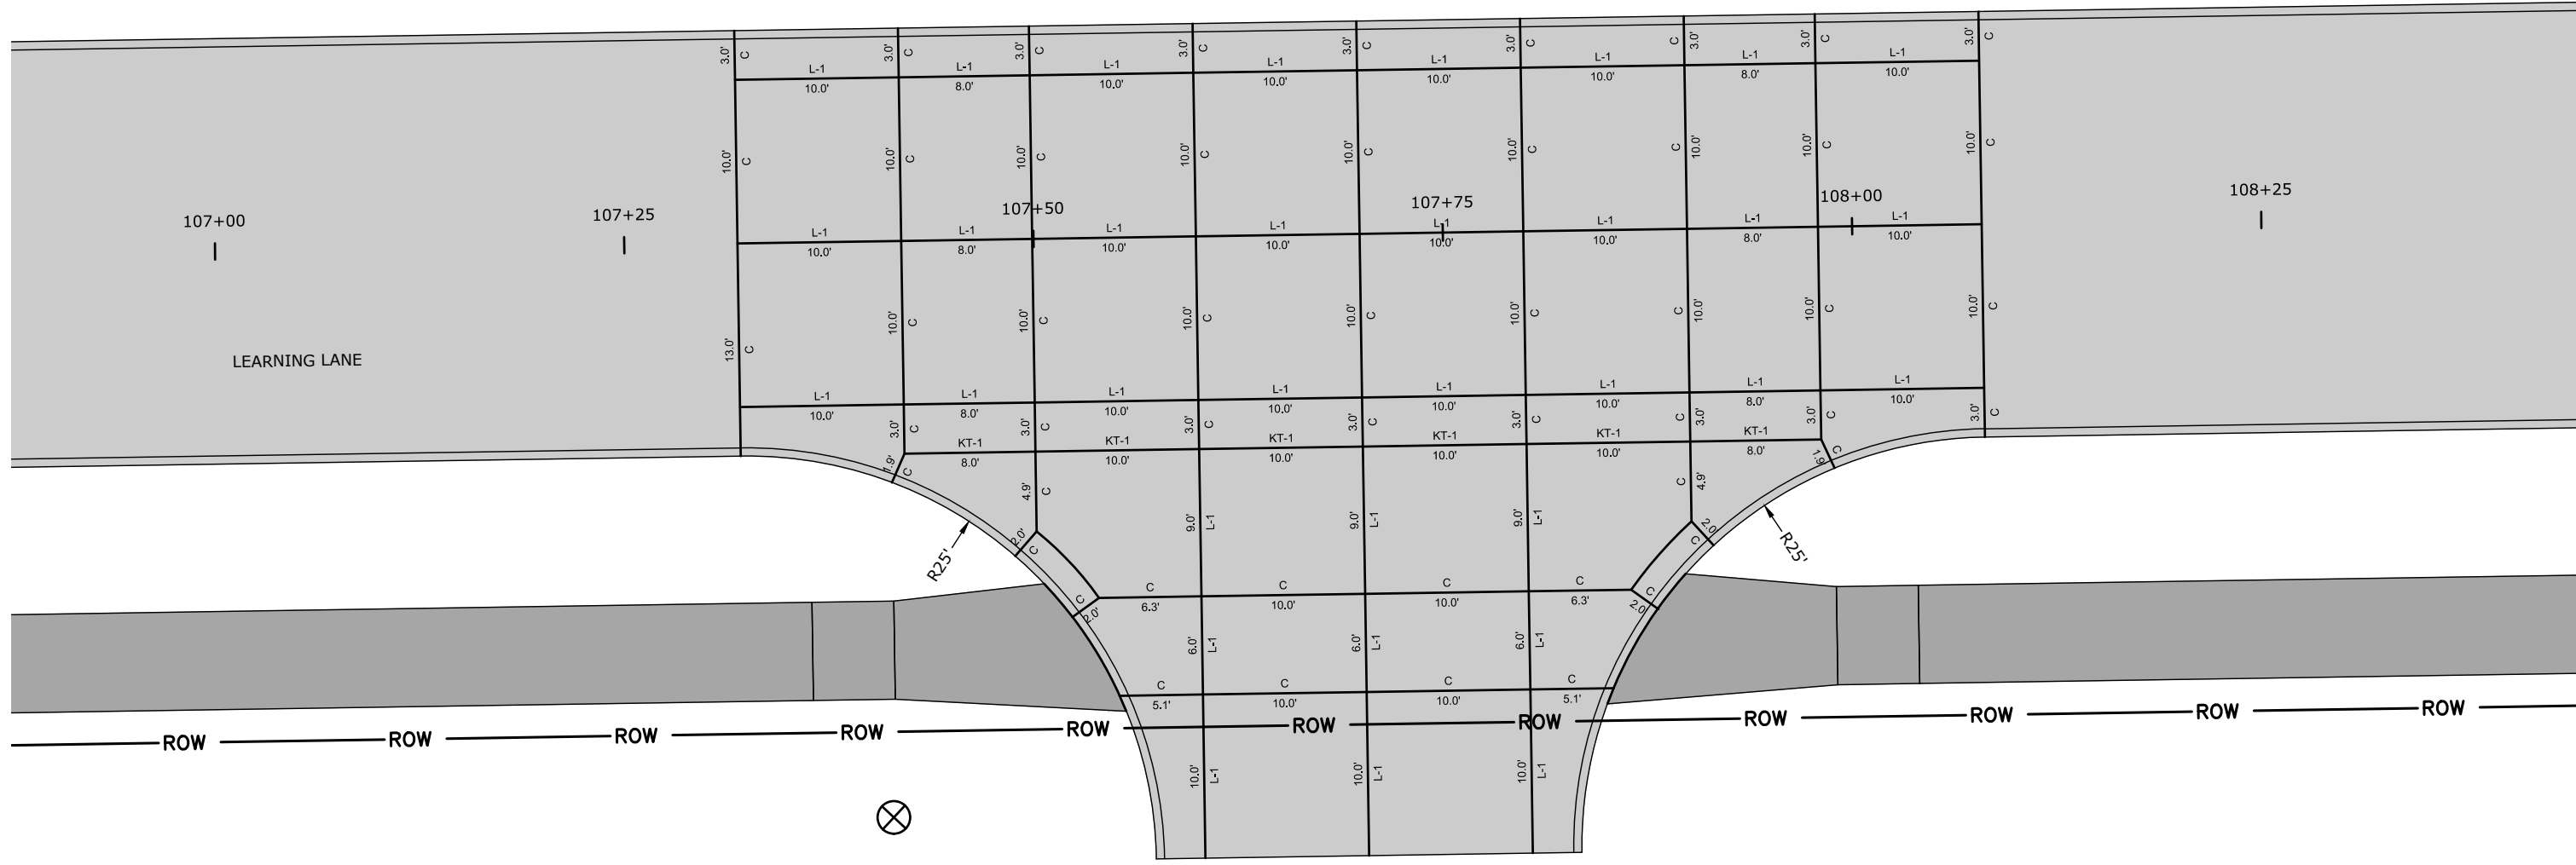 3.0' C 3.0' C 3.0' C 3.0' C 3.0' C 3.0' C C 3.0' 3.0' C 3.0' C
L-1 L-1 L-1 L-1 L-1 L-1 L-1 L-1
10.0' 8.0' 10.0' 10.0' 10.0' 10.0' 8.0' 10.0'
10.0' C 10.0' C 10.0' C 10.0' C 10.0' C 10.0' C C 10.0' 10.0' C 10.0' C
107+00 107+25 107+50 107+75 108+00 108+25
L-1 L-1 L-1 L-1 L-1 L-1 L-1 L-1
10.0' 8.0' 10.0' 10.0' 10.0' 10.0' 8.0' 10.0'
13.0' C 10.0' C 10.0' C 10.0' C 10.0' C 10.0' C C 10.0' 10.0' C 10.0' C
LEARNING LANE
L-1 L-1 L-1 L-1 L-1 L-1 L-1 L-1
10.0' 8.0' 10.0' 10.0' 10.0' 10.0' 8.0' 10.0'
3.0' C 3.0' C 3.0' C 3.0' C 3.0' C C 3.0' 3.0' C 3.0' C
KT-1 KT-1 KT-1 KT-1 KT-1 KT-1
8.0' 10.0' 10.0' 10.0' 10.0' 8.0'
1.9' C C 1.9'
4.9' C C 4.9'
9.0' L-1 9.0' L-1 9.0' L-1
2.0' C C 2.0'
R25' R25'
C C C C
6.3' 10.0' 10.0' 6.3'
C 2.0' C 2.0'
6.0' L-1 6.0' L-1 6.0' L-1
C C C C
5.1' 10.0' 10.0' 5.1'
ROW ROW ROW ROW ROW ROW ROW ROW ROW ROW ROW
10.0' L-1 10.0' L-1 10.0' L-1